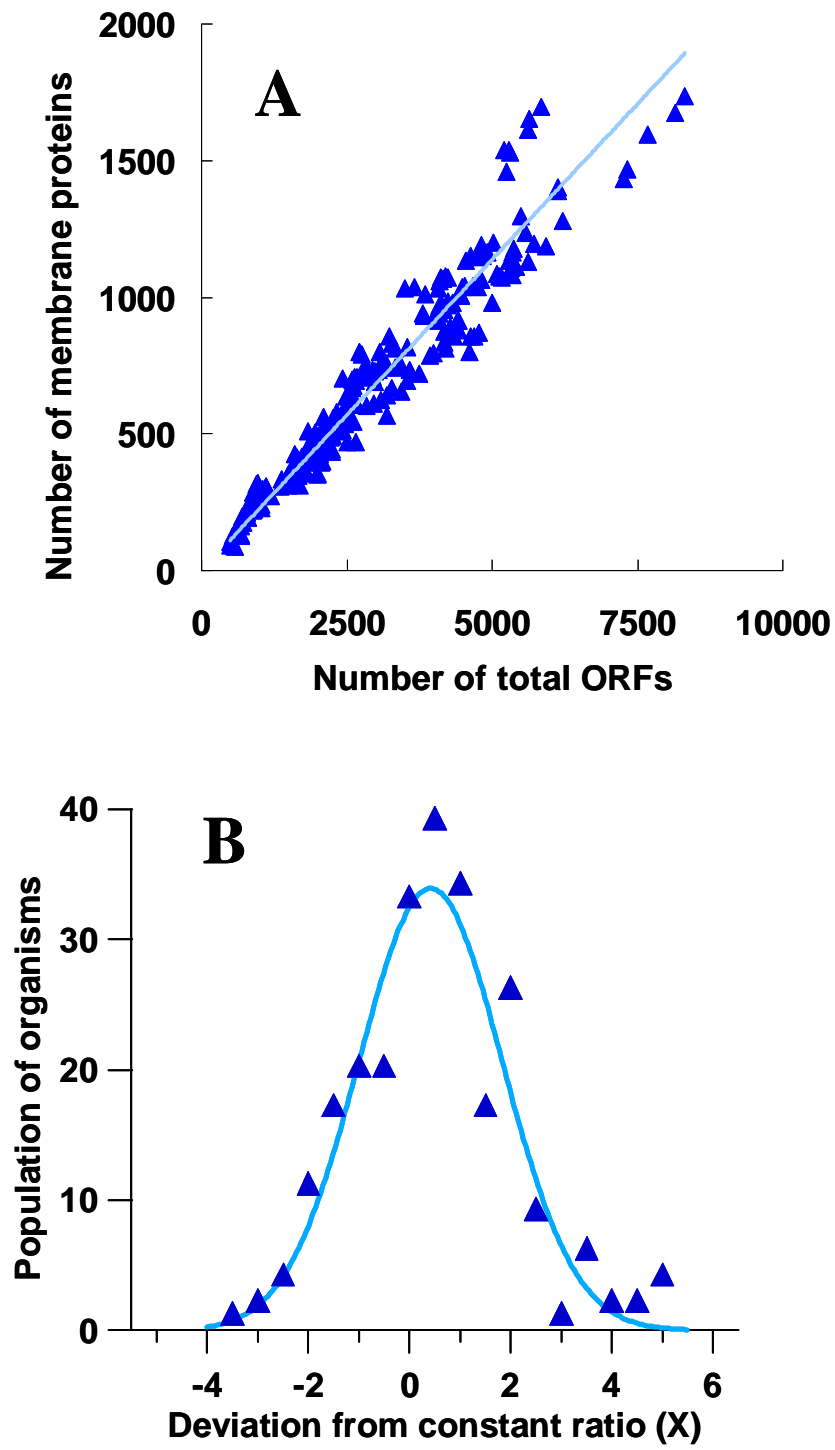 A
Number of membrane proteins
2000
1500
1000
500
0
0 2500 5000 7500 10000
Number of total ORFs
B
Population of organisms
40
30
20
10
0
-4 -2 0 2 4 6
Deviation from constant ratio (X)